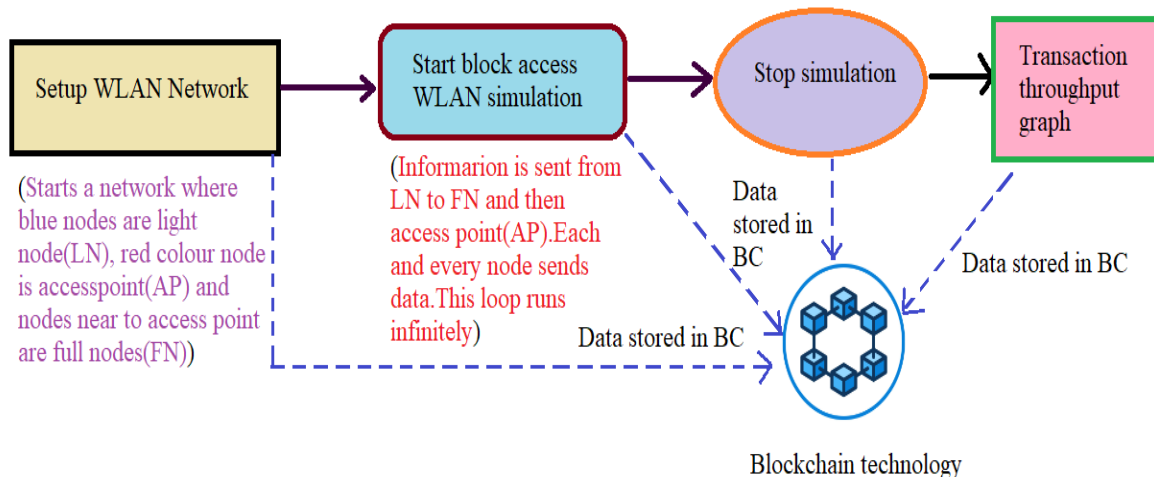 Setup WLAN Network
Start block access
WLAN simulation
Stop simulation
Transaction
throughput
graph
(Starts a network where
blue nodes are light
node(LN), red colour node
is accesspoint(AP) and
nodes near to access point
are full nodes(FN))
(Informarion is sent from
LN to FN and then
access point(AP).Each
and every node sends
data.This loop runs
infinitely)
Data
stored in
BC
Data stored in BC
Data stored in BC
Blockchain technology